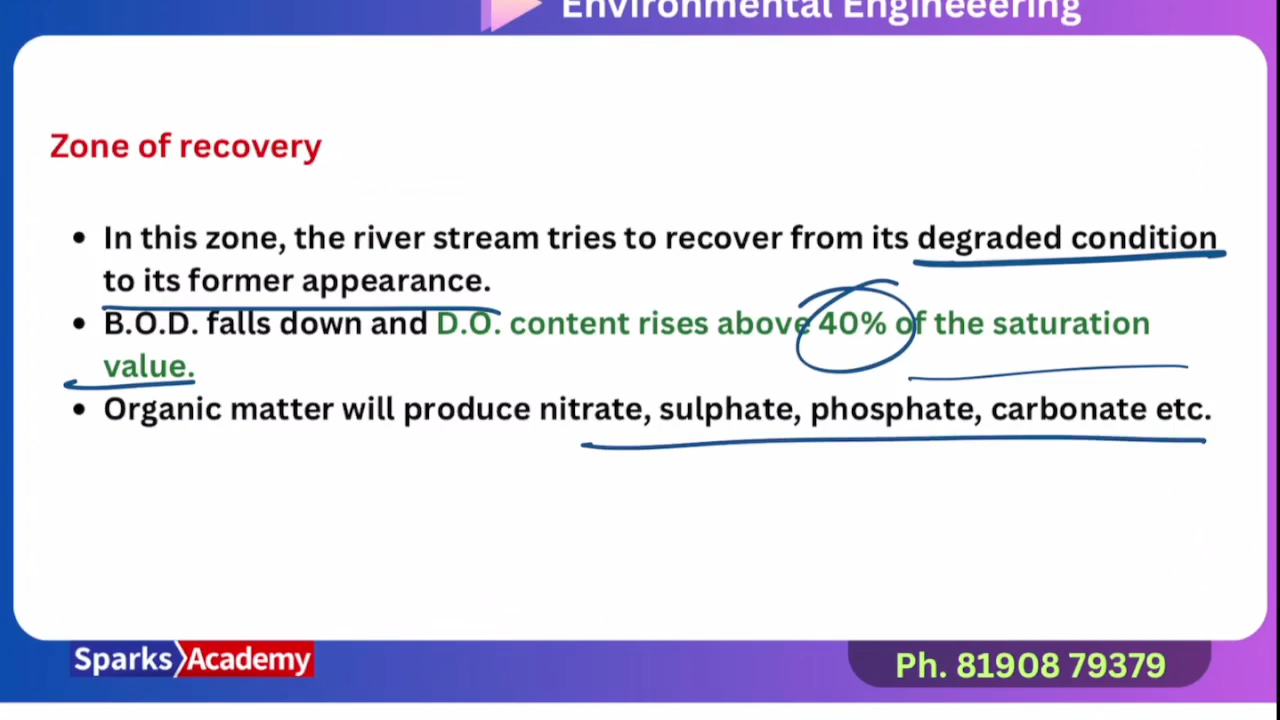 Environmental Engineeering
Zone of recovery
• In this zone, the river stream tries to recover from its degraded condition
to its former appearance.
• B.O.D. falls down and D.O. content rises above 40% of the saturation
value.
• Organic matter will produce nitrate, sulphate, phosphate, carbonate etc.
Sparks Academy
Ph. 81908 79379